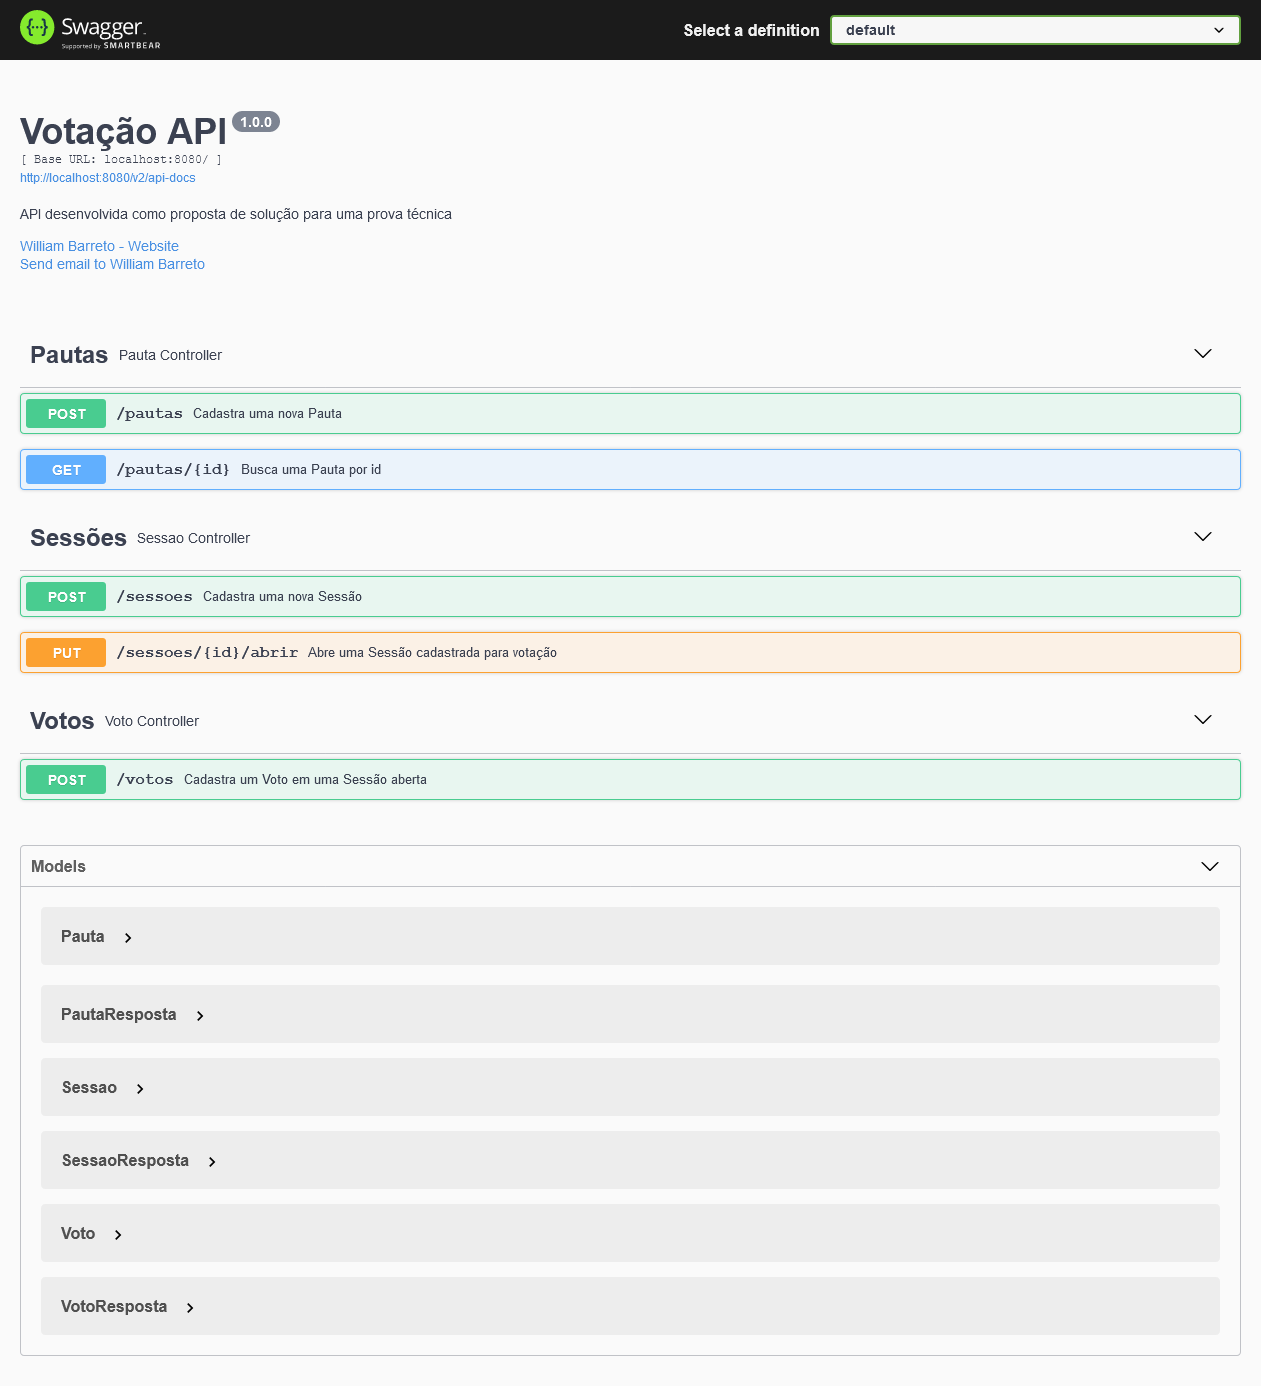 Swagger.
Supported by SMARTBEAR
Select a definition
default
Votação API 1.0.0
[ Base URL: localhost:8080/ ]
http://localhost:8080/v2/api-docs
API desenvolvida como proposta de solução para uma prova técnica
William Barreto - Website
Send email to William Barreto
Pautas Pauta Controller
POST /pautas Cadastra uma nova Pauta
GET /pautas/{id} Busca uma Pauta por id
Sessões Sessao Controller
POST /sessoes Cadastra uma nova Sessão
PUT /sessoes/{id}/abrir Abre uma Sessão cadastrada para votação
Votos Voto Controller
POST /votos Cadastra um Voto em uma Sessão aberta
Models
Pauta
PautaResposta
Sessao
SessaoResposta
Voto
VotoResposta